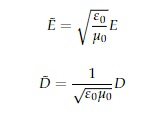 Ẽ = √(ε₀/μ₀) E
D̃ = 1/√(ε₀μ₀) D